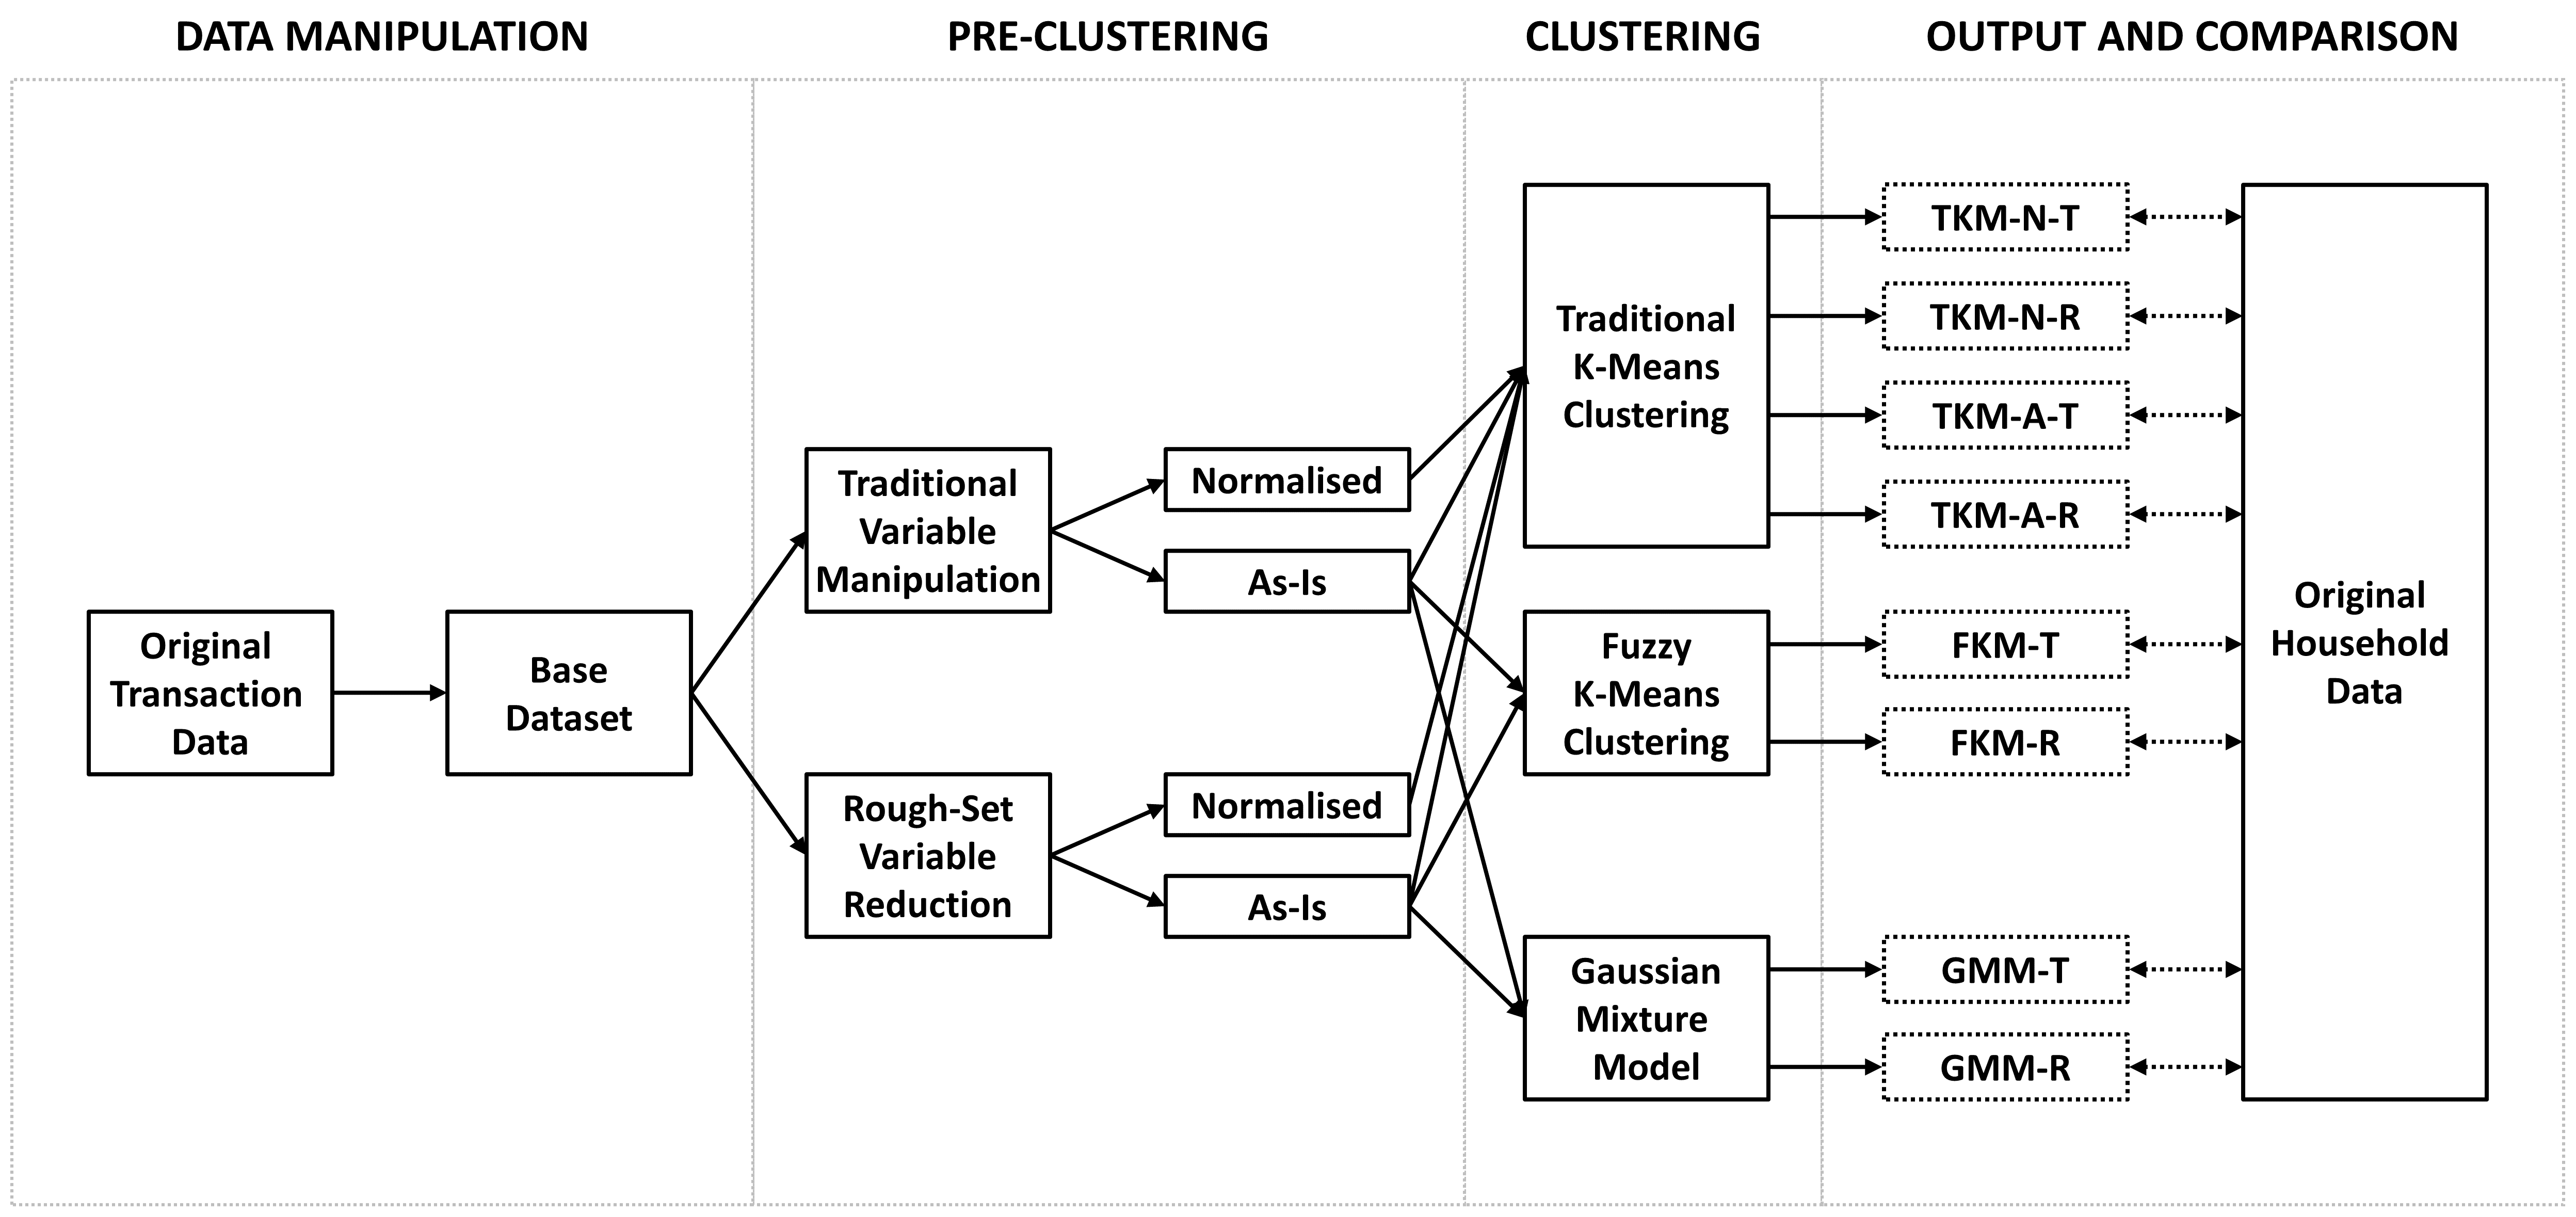 DATA MANIPULATION
PRE-CLUSTERING
CLUSTERING
OUTPUT AND COMPARISON
Original
Transaction
Data
Base
Dataset
Traditional
Variable
Manipulation
Rough-Set
Variable
Reduction
Normalised
As-Is
Normalised
As-Is
Traditional
K-Means
Clustering
Fuzzy
K-Means
Clustering
Gaussian
Mixture
Model
TKM-N-T
TKM-N-R
TKM-A-T
TKM-A-R
FKM-T
FKM-R
GMM-T
GMM-R
Original
Household
Data